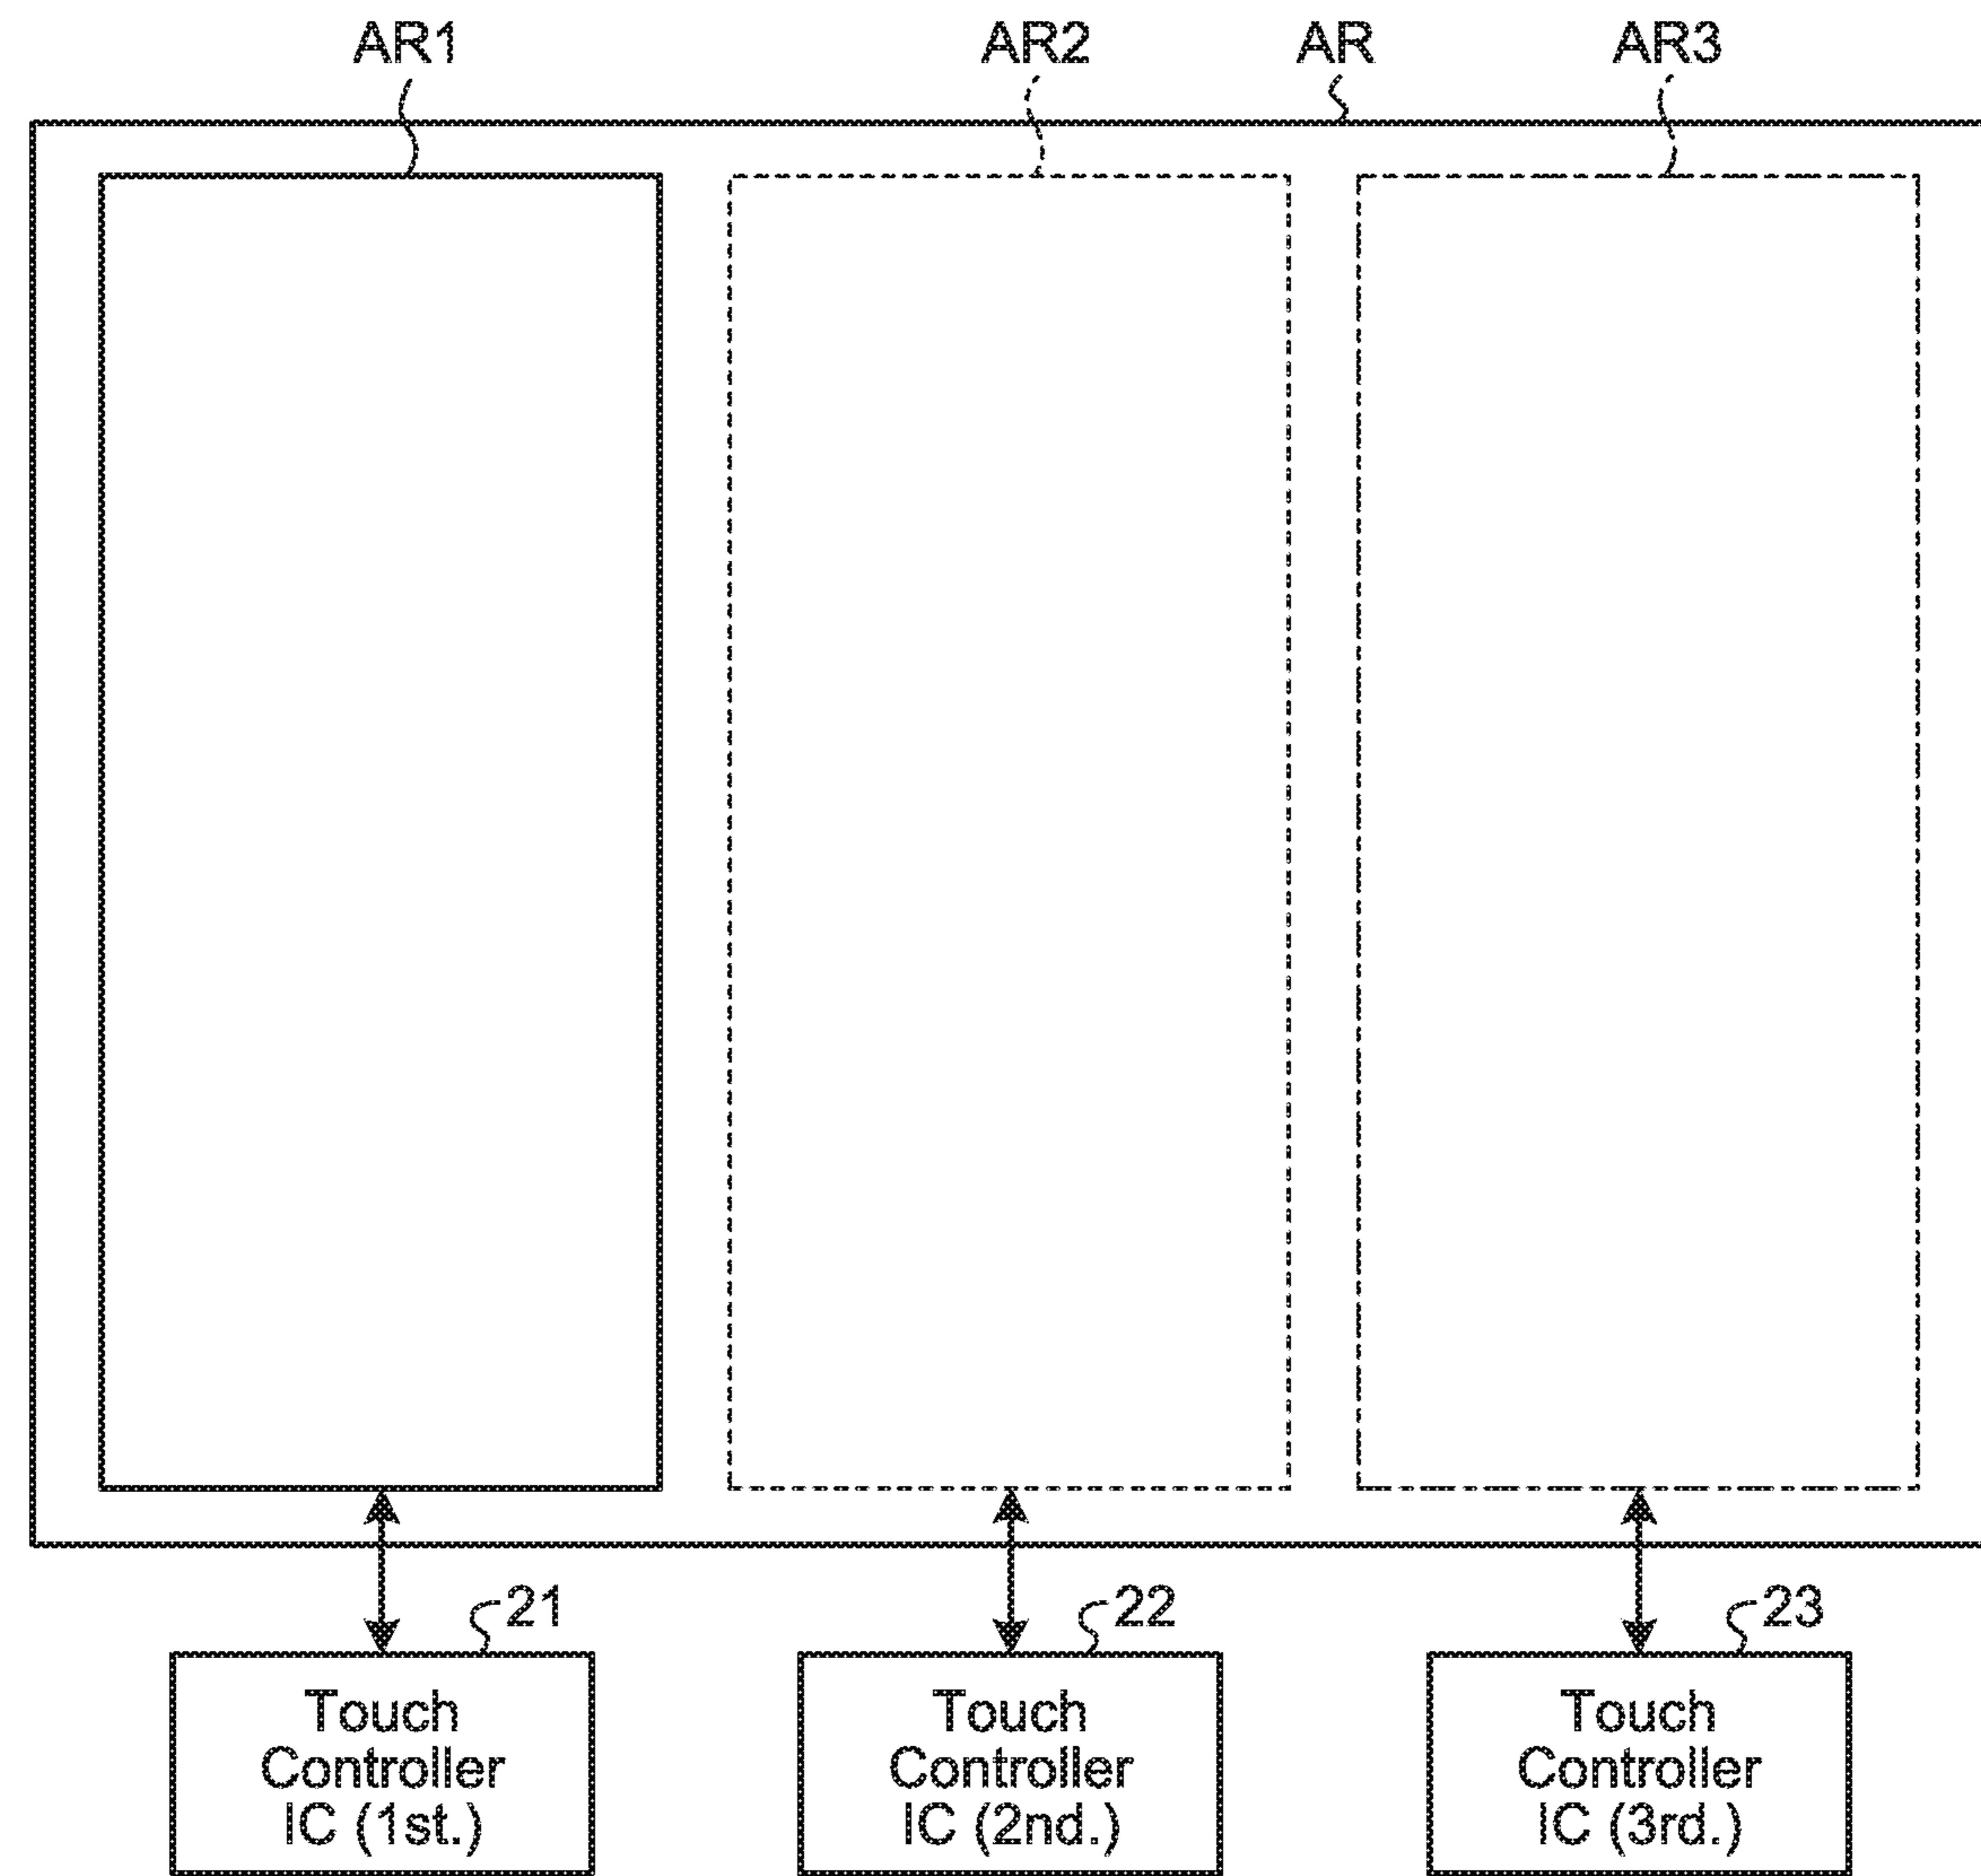 AR1 AR2 AR AR3
21 22 23
Touch Controller IC (1st.)
Touch Controller IC (2nd.)
Touch Controller IC (3rd.)